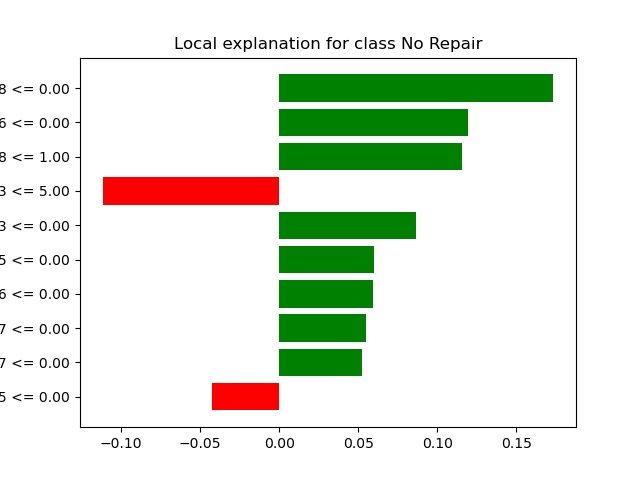 Local explanation for class No Repair
8 <= 0.00
6 <= 0.00
8 <= 1.00
3 <= 5.00
3 <= 0.00
5 <= 0.00
6 <= 0.00
7 <= 0.00
7 <= 0.00
5 <= 0.00
−0.10 −0.05 0.00 0.05 0.10 0.15